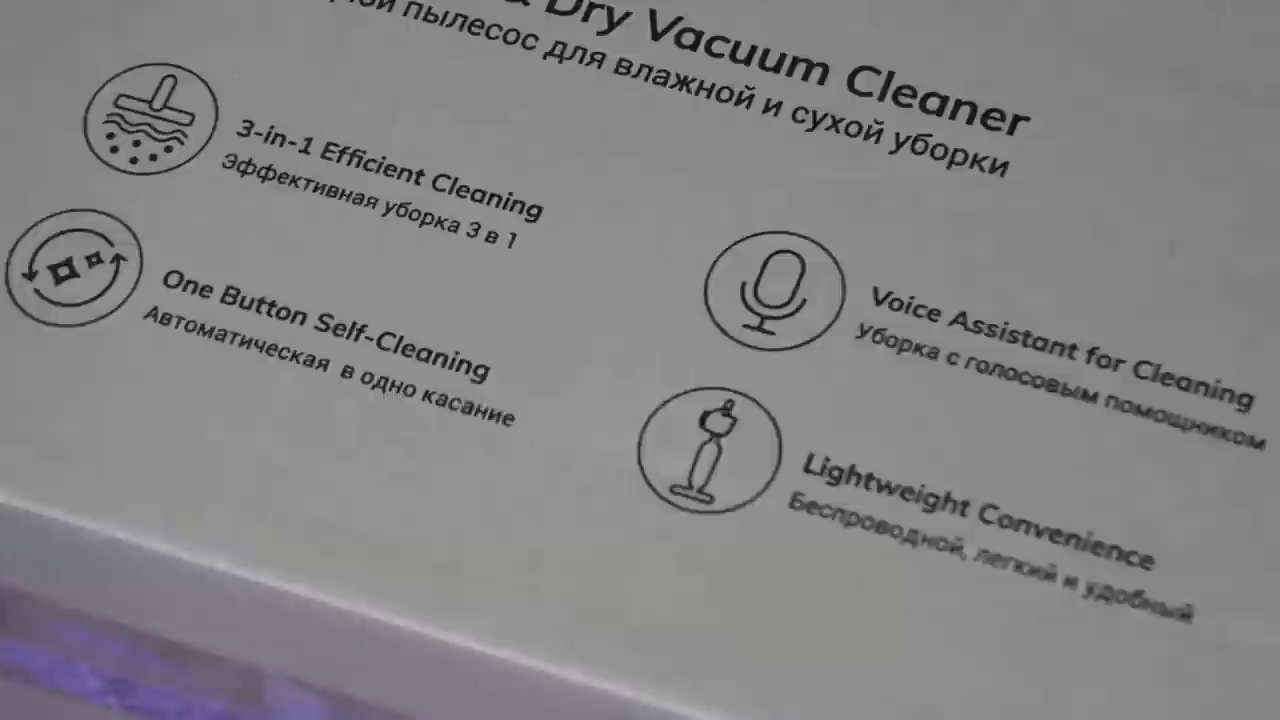 Dry Vacuum Cleaner
пылесос для влажной и сухой уборки
3-in-1 Efficient Cleaning
Эффективная уборка 3 в 1
One Button Self-Cleaning
Автоматическая в одно касание
Voice Assistant for Cleaning
Уборка с голосовым помощником
Lightweight Convenience
Беспроводной, легкий и удобный